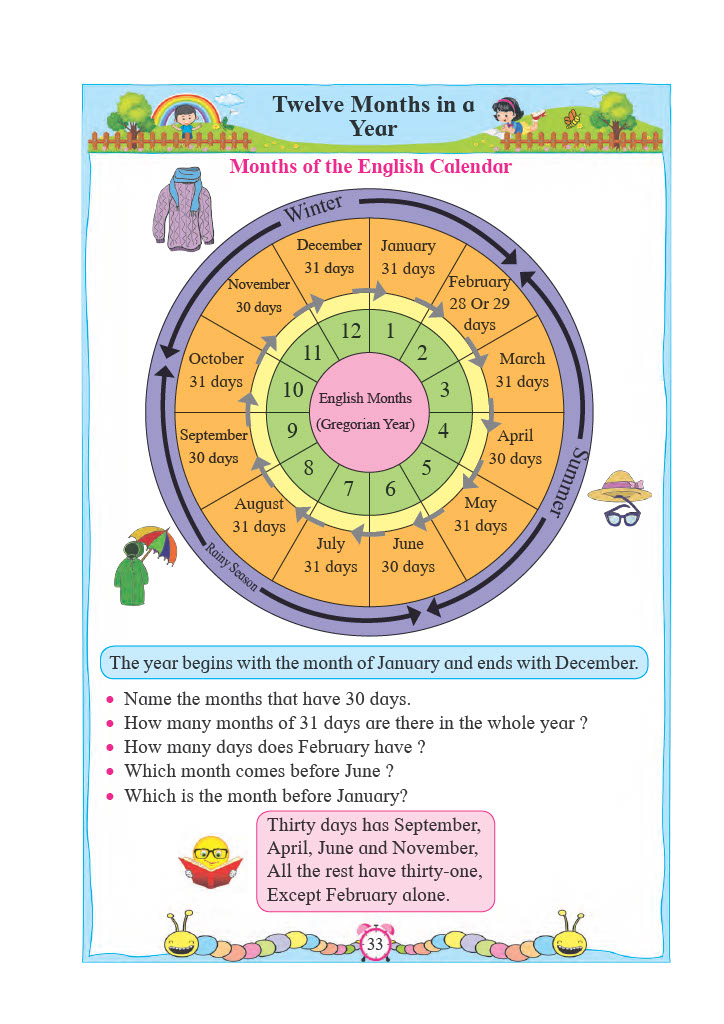 Twelve Months in a
Year
Months of the English Calendar
Winter
Summer
Rainy Season
January
31 days
February
28 Or 29
days
March
31 days
April
30 days
May
31 days
June
30 days
July
31 days
August
31 days
September
30 days
October
31 days
November
30 days
December
31 days
1
2
3
4
5
6
7
8
9
10
11
12
English Months
(Gregorian Year)
The year begins with the month of January and ends with December.
• Name the months that have 30 days.
• How many months of 31 days are there in the whole year ?
• How many days does February have ?
• Which month comes before June ?
• Which is the month before January?
Thirty days has September,
April, June and November,
All the rest have thirty-one,
Except February alone.
33